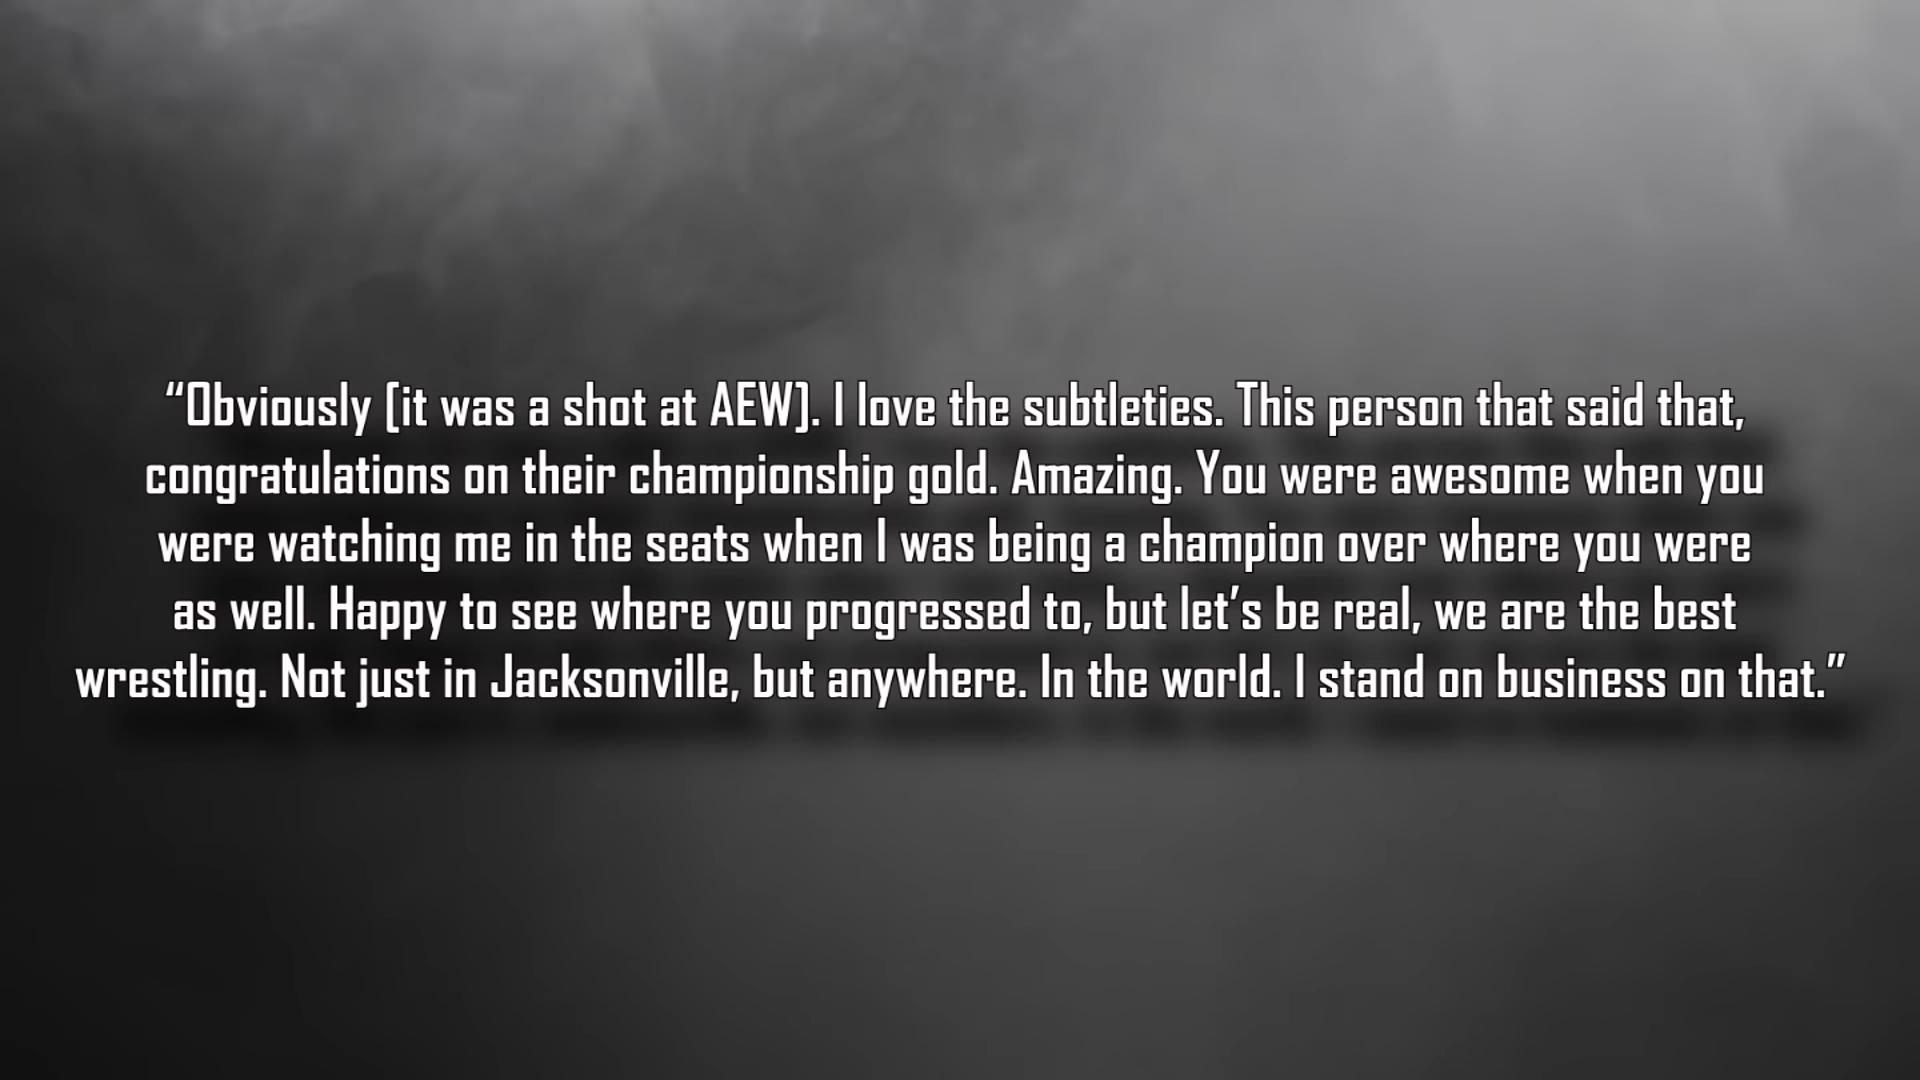 “Obviously (it was a shot at AEW). I love the subtleties. This person that said that,
congratulations on their championship gold. Amazing. You were awesome when you
were watching me in the seats when I was being a champion over where you were
as well. Happy to see where you progressed to, but let’s be real, we are the best
wrestling. Not just in Jacksonville, but anywhere. In the world. I stand on business on that.”